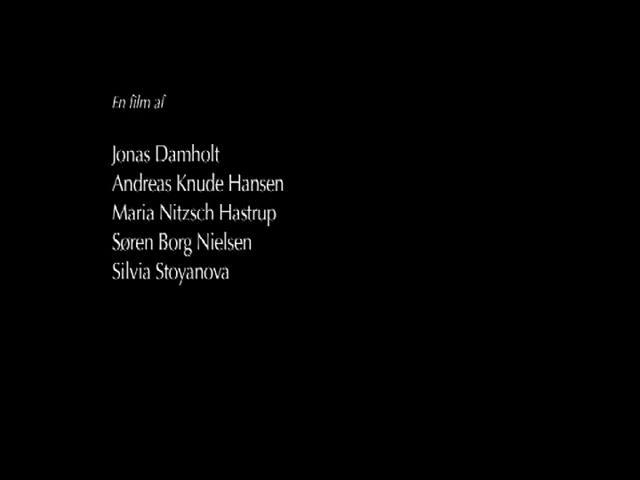 En film af
Jonas Damholt
Andreas Knude Hansen
Maria Nitzsch Hastrup
Søren Borg Nielsen
Silvia Stoyanova